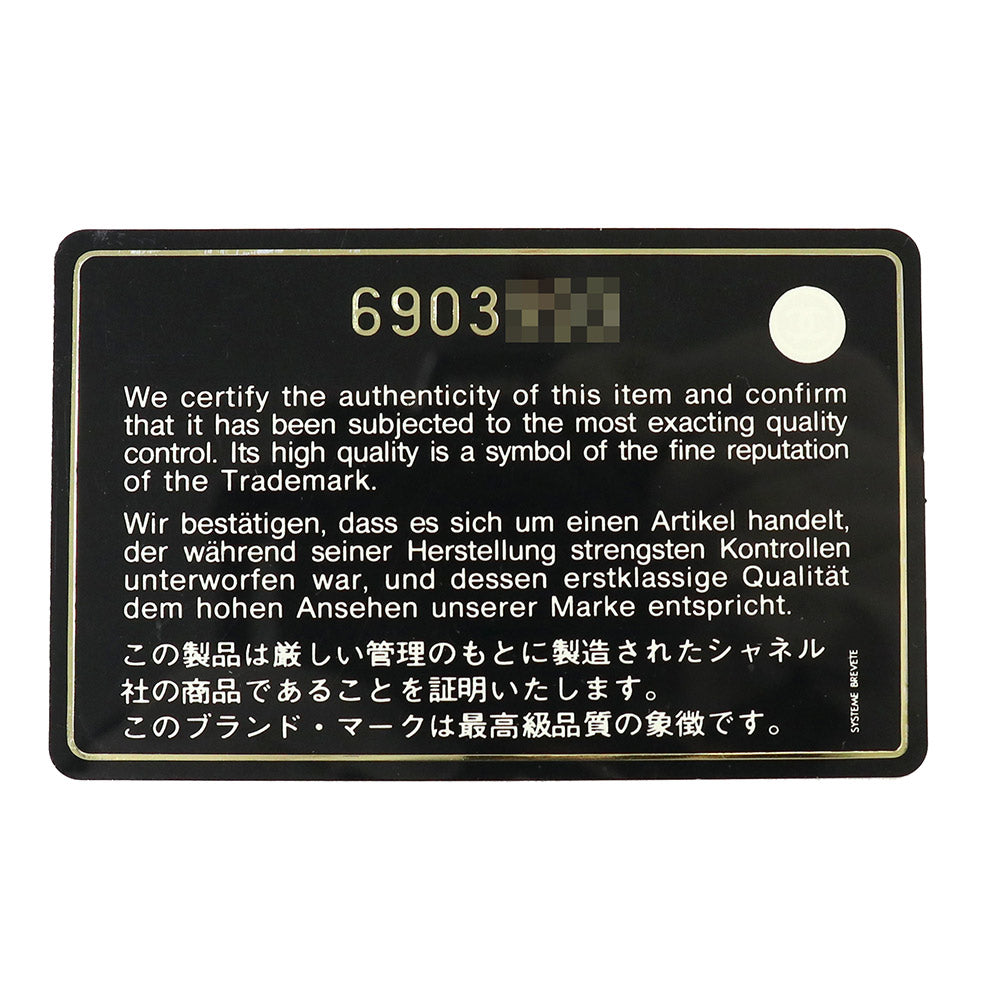 6903
We certify the authenticity of this item and confirm
that it has been subjected to the most exacting quality
control. Its high quality is a symbol of the fine reputation
of the Trademark.
Wir bestätigen, dass es sich um einen Artikel handelt,
der während seiner Herstellung strengsten Kontrollen
unterworfen war, und dessen erstklassige Qualität
dem hohen Ansehen unserer Marke entspricht.
この製品は厳しい管理のもとに製造されたシャネル
社の商品であることを証明いたします。
このブランド・マークは最高級品質の象徴です。
SYSTEME BREVETE